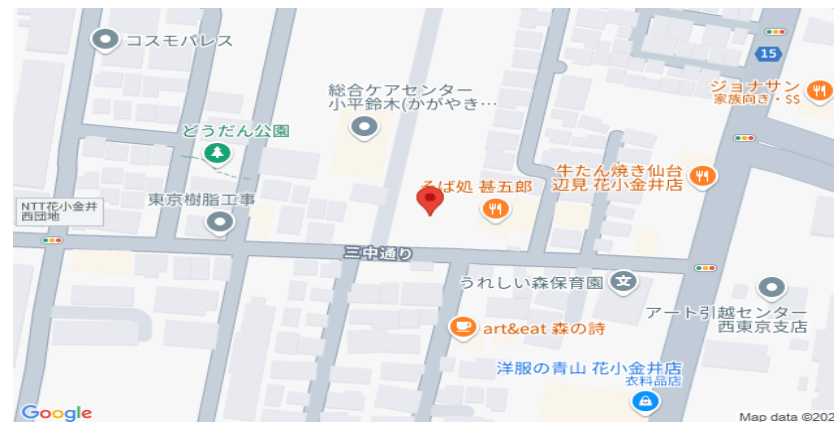 コスモパレス
15
総合ケアセンター
小平鈴木(かがやき…
ジョナサン
家族向き・$$
どうだん公園
そば処 甚五郎
牛たん焼き仙台
辺見 花小金井店
NTT花小金井
西団地
東京樹脂工事
三中通り
うれしい森保育園
アート引越センター
西東京支店
art&eat 森の詩
洋服の青山 花小金井店
衣料品店
Google
Map data ©202